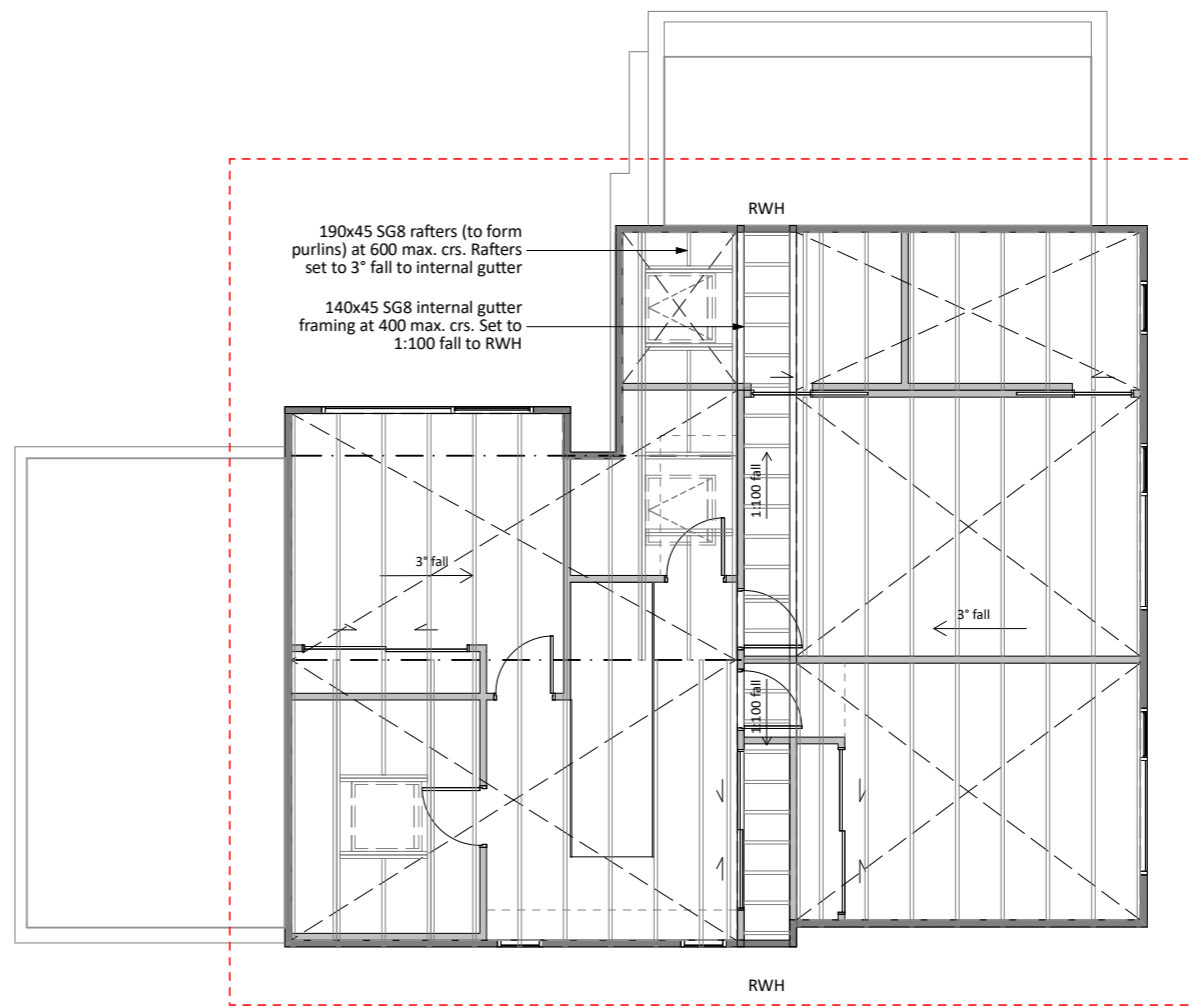 RWH
190x45 SG8 rafters (to form
purlins) at 600 max. crs. Rafters
set to 3° fall to internal gutter
140x45 SG8 internal gutter
framing at 400 max. crs. Set to
1:100 fall to RWH
1:100 fall
3° fall
3° fall
1:100 fall
RWH